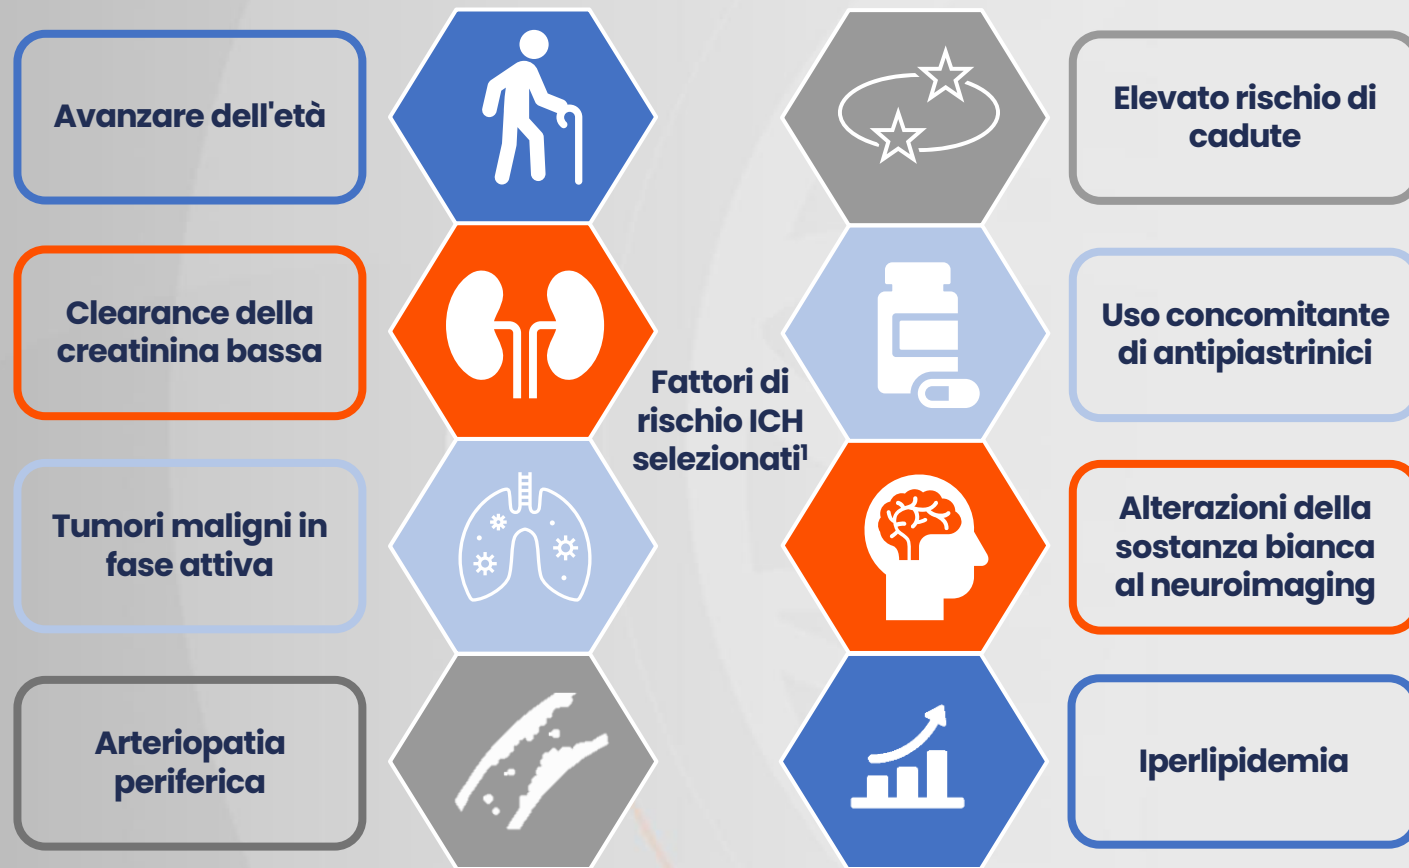 Avanzare dell'età
Clearance della
creatinina bassa
Tumori maligni in
fase attiva
Arteriopatia
periferica
Fattori di
rischio ICH
selezionati¹
Elevato rischio di
cadute
Uso concomitante
di antipiastrinici
Alterazioni della
sostanza bianca
al neuroimaging
Iperlipidemia